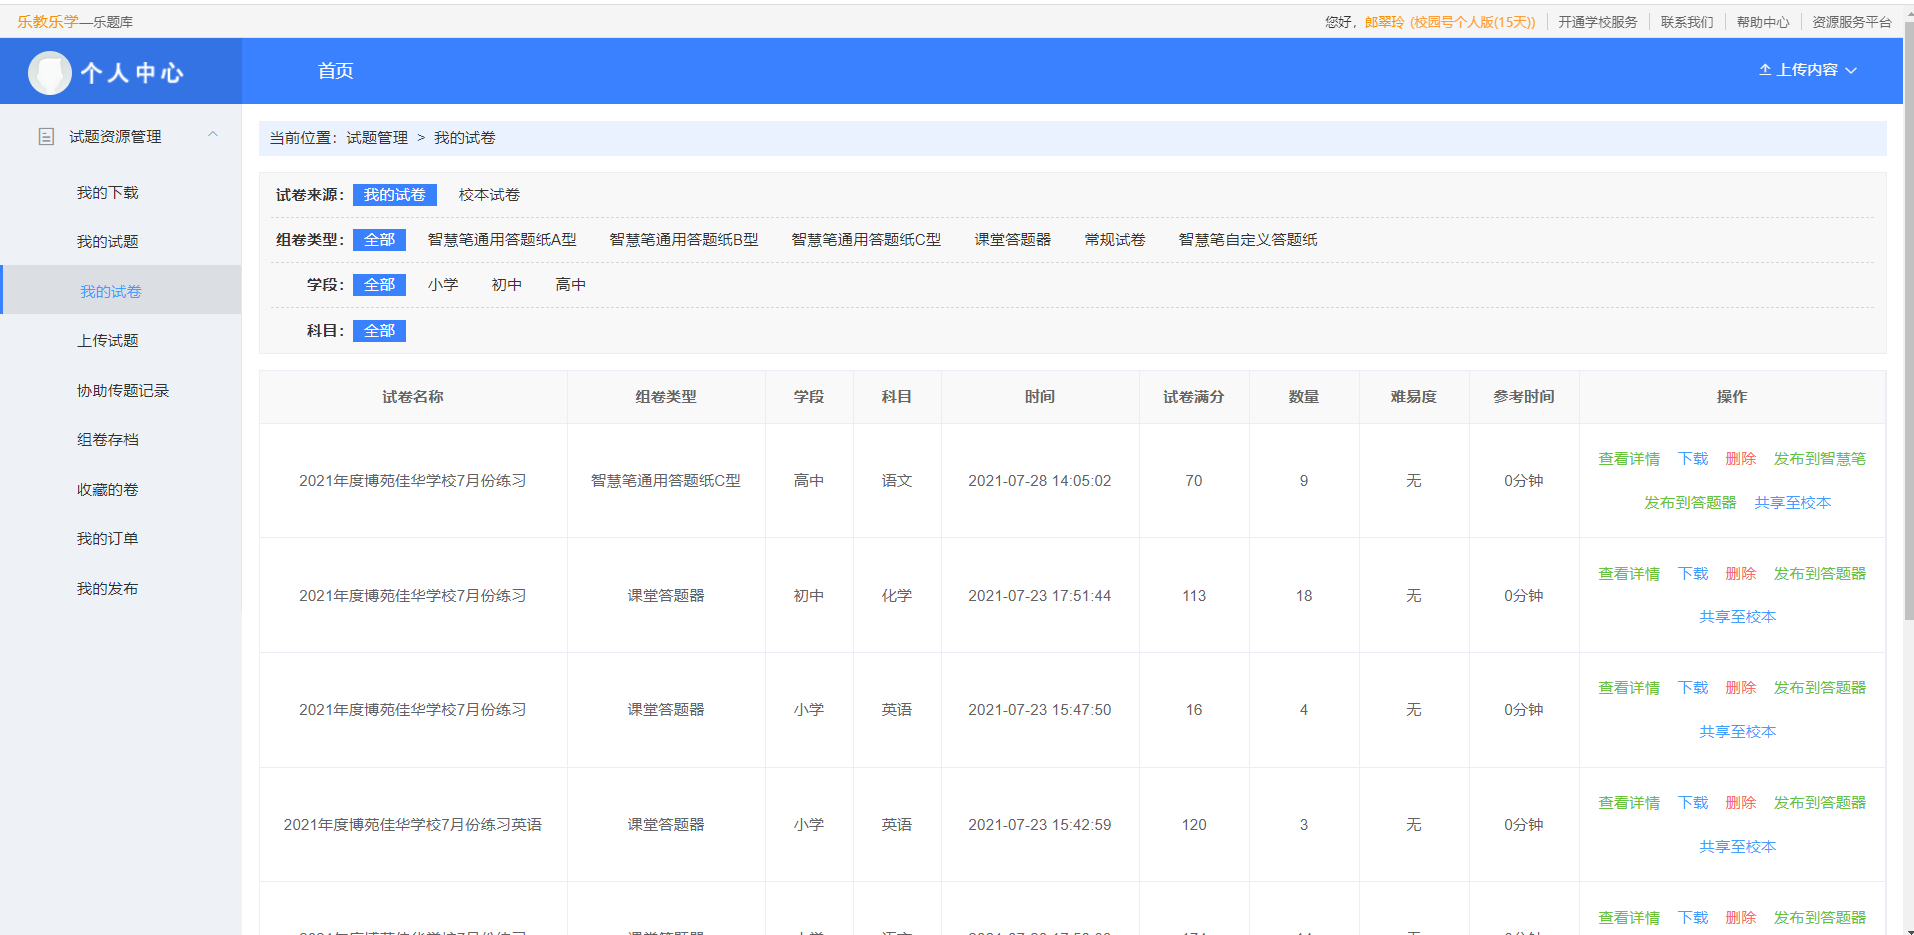 乐教乐学—乐题库
您好，郎翠玲 (校园号个人版(15天)) 开通学校服务 联系我们 帮助中心 资源服务平台
个人中心 首页 上传内容
试题资源管理
我的下载
我的试题
我的试卷
上传试题
协助传题记录
组卷存档
收藏的卷
我的订单
我的发布
当前位置：试题管理 > 我的试卷
试卷来源： 我的试卷 校本试卷
组卷类型： 全部 智慧笔通用答题纸A型 智慧笔通用答题纸B型 智慧笔通用答题纸C型 课堂答题器 常规试卷 智慧笔自定义答题纸
学段： 全部 小学 初中 高中
科目： 全部
试卷名称 组卷类型 学段 科目 时间 试卷满分 数量 难易度 参考时间 操作
2021年度博苑佳华学校7月份练习 智慧笔通用答题纸C型 高中 语文 2021-07-28 14:05:02 70 9 无 0分钟
查看详情 下载 删除 发布到智慧笔
发布到答题器 共享至校本
2021年度博苑佳华学校7月份练习 课堂答题器 初中 化学 2021-07-23 17:51:44 113 18 无 0分钟
查看详情 下载 删除 发布到答题器
共享至校本
2021年度博苑佳华学校7月份练习 课堂答题器 小学 英语 2021-07-23 15:47:50 16 4 无 0分钟
查看详情 下载 删除 发布到答题器
共享至校本
2021年度博苑佳华学校7月份练习英语 课堂答题器 小学 英语 2021-07-23 15:42:59 120 3 无 0分钟
查看详情 下载 删除 发布到答题器
共享至校本
查看详情 下载 删除 发布到答题器